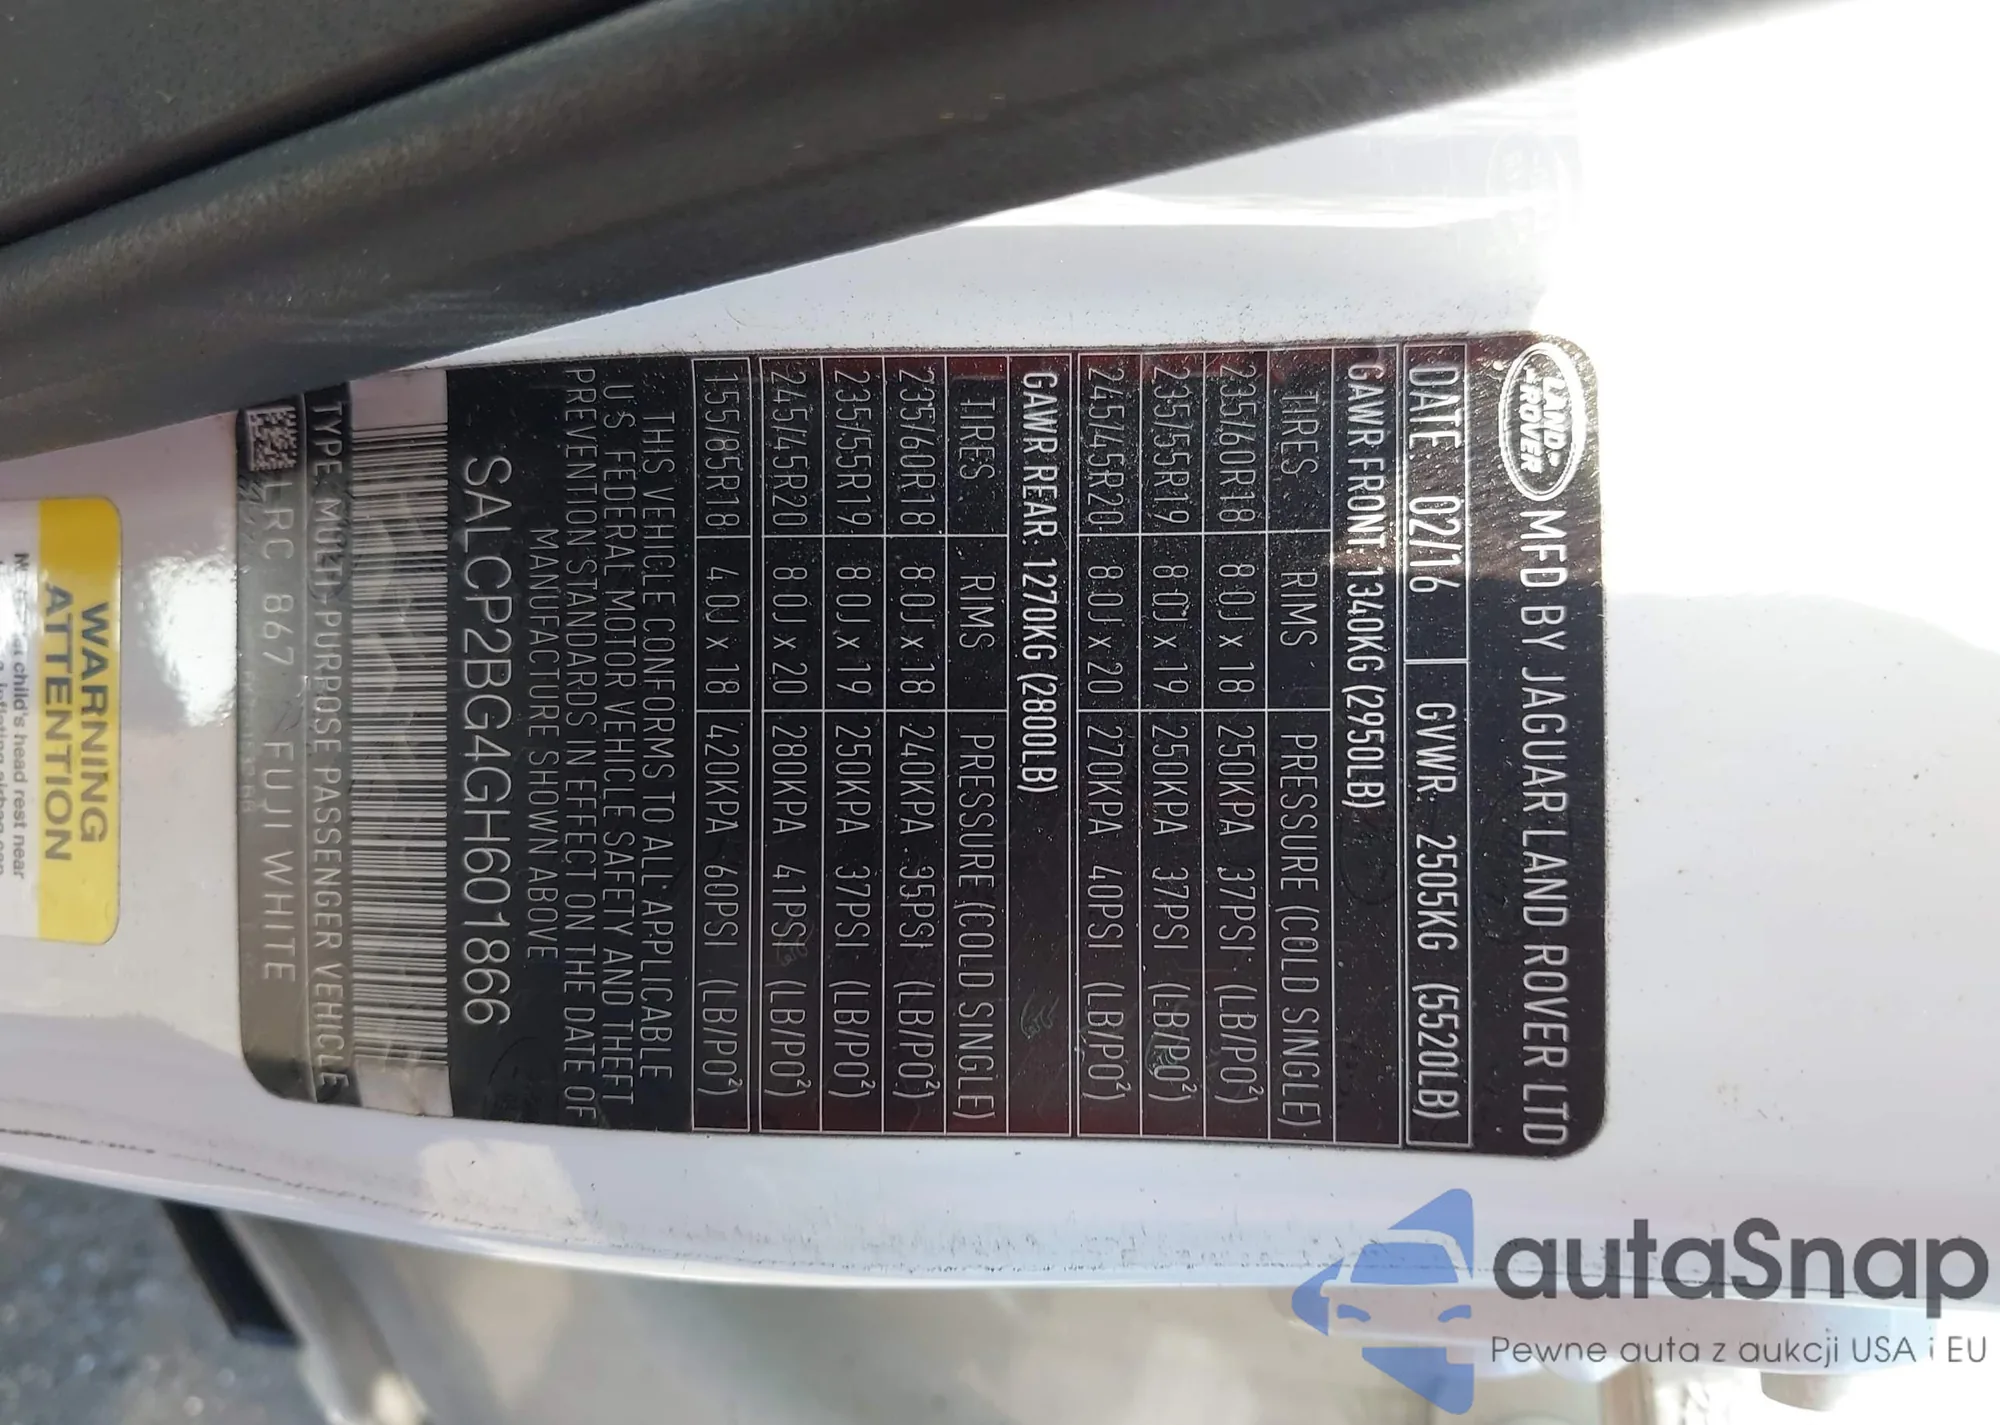 LAND ROVER MFD BY JAGUAR LAND ROVER LTD
DATE 02/16 GVWR: 2505KG (5520LB)
GAWR FRONT: 1340KG (2950LB)
TIRES RIMS PRESSURE (COLD SINGLE)
235/60R18 8.0J x 18 250KPA 37PSI (LB/PO²)
235/55R19 8.0J x 19 250KPA 37PSI (LB/PO²)
245/45R20 8.0J x 20 270KPA 40PSI (LB/PO²)
GAWR REAR: 1270KG (2800LB)
TIRES RIMS PRESSURE (COLD SINGLE)
235/60R18 8.0J x 18 240KPA 35PSI (LB/PO²)
235/55R19 8.0J x 19 250KPA 37PSI (LB/PO²)
245/45R20 8.0J x 20 280KPA 41PSI (LB/PO²)
155/85R18 4.0J x 18 420KPA 60PSI (LB/PO²)
THIS VEHICLE CONFORMS TO ALL APPLICABLE
U.S. FEDERAL MOTOR VEHICLE SAFETY AND THEFT
PREVENTION STANDARDS IN EFFECT ON THE DATE OF
MANUFACTURE SHOWN ABOVE
SALCP2BG4GH601866
TYPE: MULTI-PURPOSE PASSENGER VEHICLE
LRC 867 FUJI WHITE
WARNING
ATTENTION
child's head rest near
autaSnap
Pewne auta z aukcji USA i EU